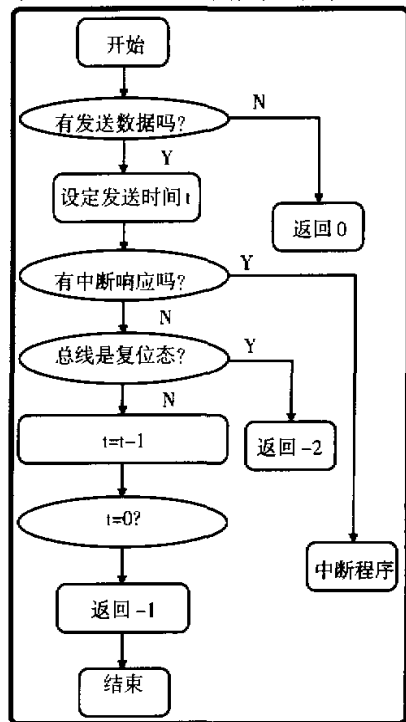 开始
有发送数据吗?
N
Y
设定发送时间t
返回0
有中断响应吗?
Y
N
总线是复位态?
Y
N
t=t-1
返回-2
t=0?
中断程序
返回-1
结束